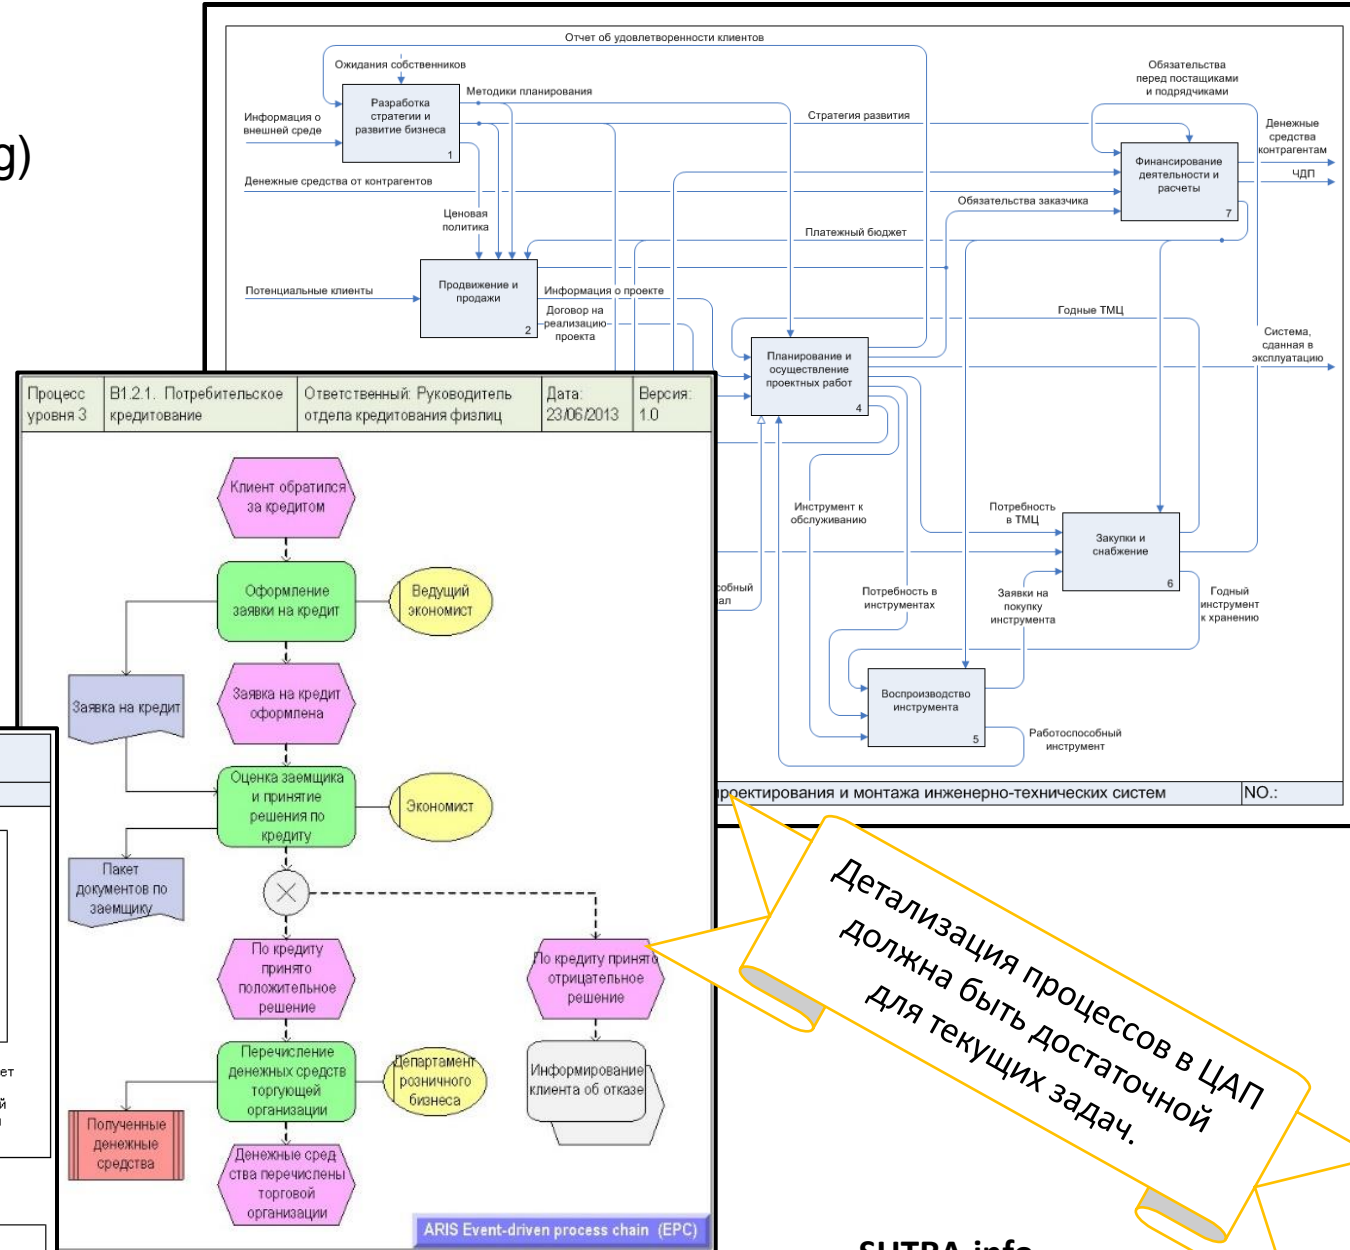 g)
Отчет об удовлетворенности клиентов
Ожидания собственников
Обязательства
перед постащиками
и подрядчиками
Разработка
стратегии и
развитие бизнеса
1
Методики планирования
Информация о
внешней среде
Стратегия развития
Денежные
средства
контрагентам
Финансирование
деятельности и
расчеты
7
ЧДП
Денежные средства от контрагентов
Обязательства заказчика
Ценовая
политика
Платежный бюджет
Потенциальные клиенты
Продвижение и
продажи
2
Информация о проекте
Договор на
реализацию
проекта
Годные ТМЦ
Система,
сданная в
эксплуатацию
Планирование и
осуществление
проектных работ
4
Инструмент к
обслуживанию
Потребность
в ТМЦ
Закупки и
снабжение
6
собный
ал
Потребность в
инструментах
Заявки на
покупку
инструмента
Годный
инструмент
к хранению
Воспроизводство
инструмента
5
Работоспособный
инструмент
проектирования и монтажа инженерно-технических систем
NO.:
Процесс
уровня 3
B1.2.1. Потребительское
кредитование
Ответственный: Руководитель
отдела кредитования физлиц
Дата:
23/06/2013
Версия:
1.0
Клиент обратился
за кредитом
Оформление
заявки на кредит
Ведущий
экономист
Заявка на кредит
Заявка на кредит
оформлена
Оценка заемщика
и принятие
решения по
кредиту
Экономист
Пакет
документов по
заемщику
По кредиту
принято
положительное
решение
По кредиту принято
отрицательное
решение
Перечисление
денежных средств
торгующей
организации
Департамент
розничного
бизнеса
Информирование
клиента об отказе
Полученные
денежные
средства
Денежные сред
ства перечислены
торговой
организации
ARIS Event-driven process chain (EPC)
ет
й
Детализация процессов в ЦАП
должна быть достаточной
для текущих задач.
SUTRA.info